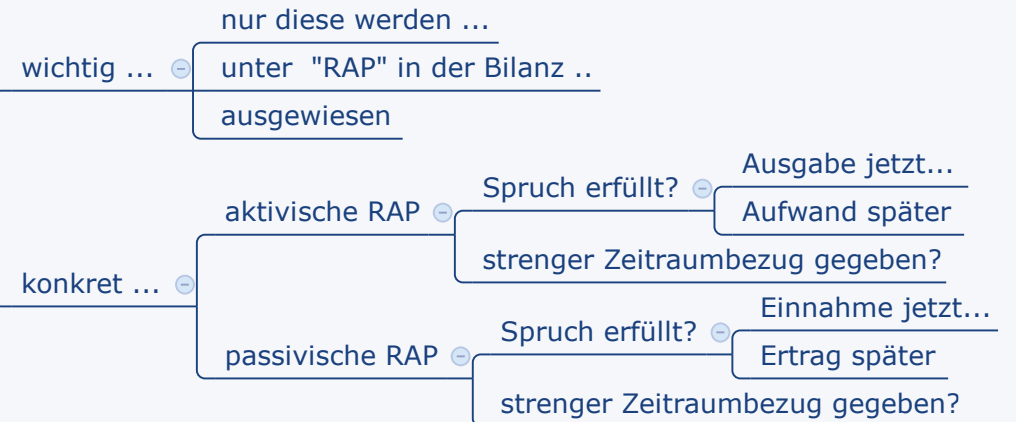 nur diese werden ...
wichtig ...
unter "RAP" in der Bilanz ..
ausgewiesen
Ausgabe jetzt...
Spruch erfüllt?
aktivische RAP
Aufwand später
strenger Zeitraumbezug gegeben?
konkret ...
Einnahme jetzt...
Spruch erfüllt?
passivische RAP
Ertrag später
strenger Zeitraumbezug gegeben?